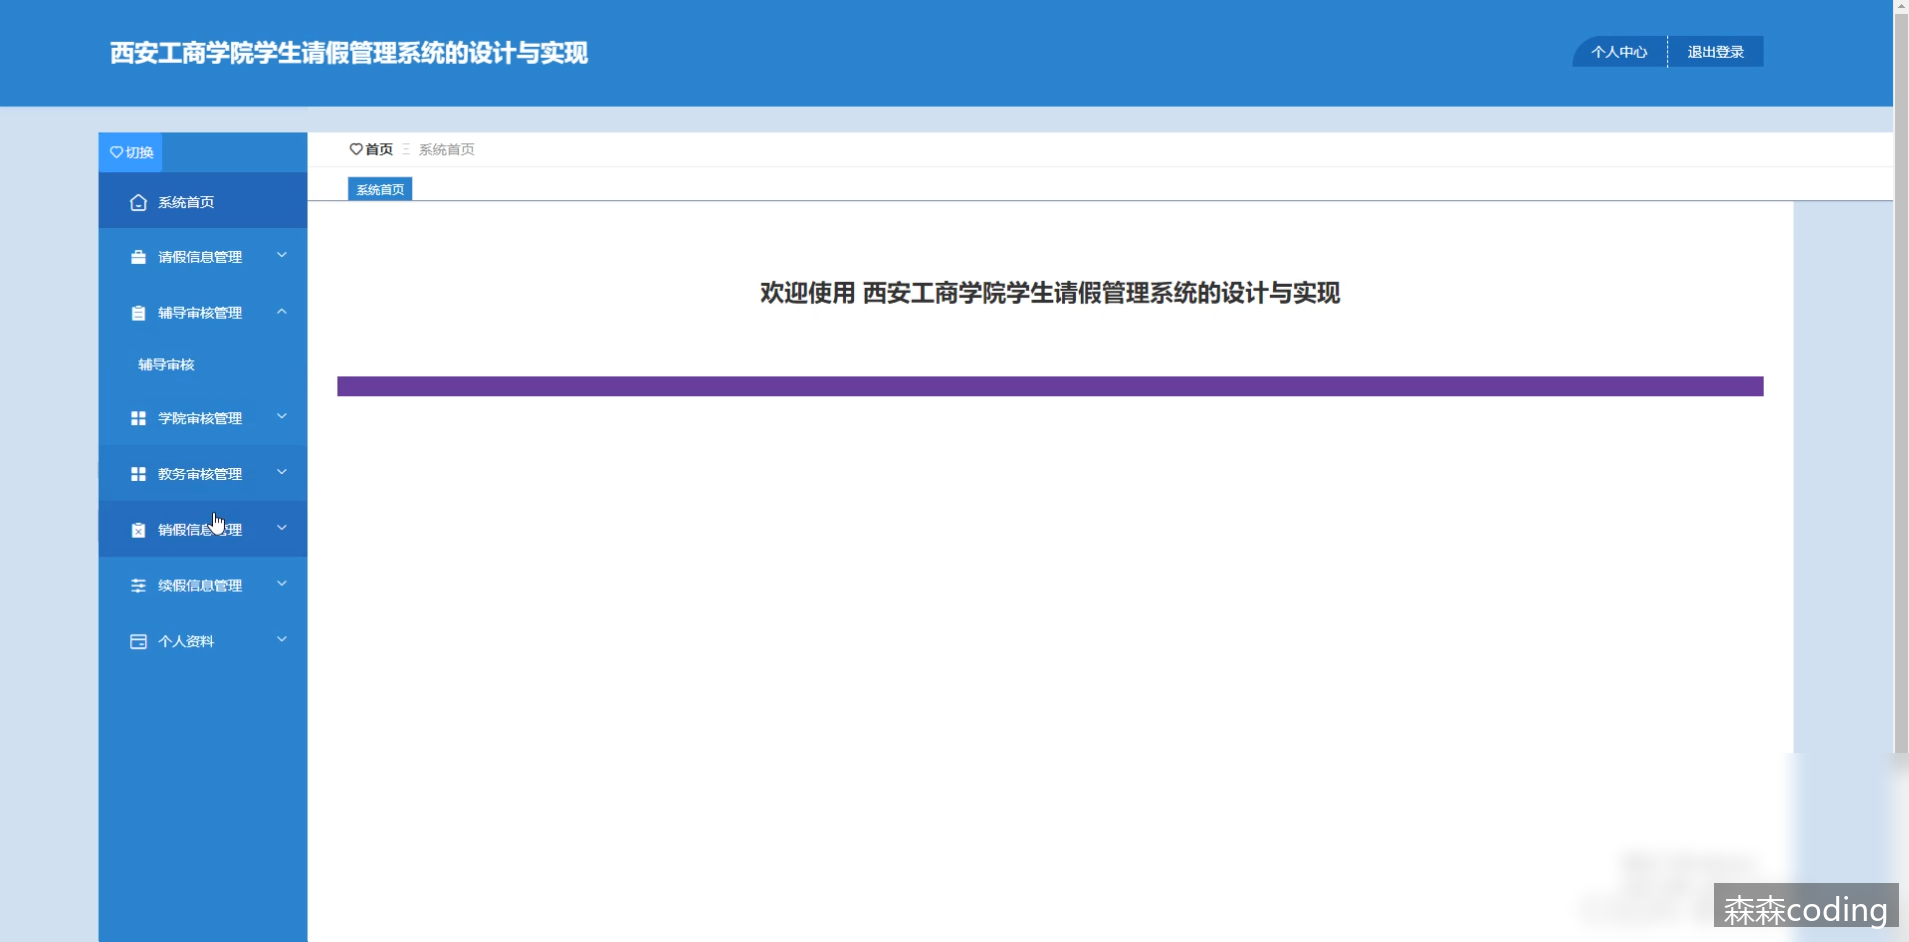 西安工商学院学生请假管理系统的设计与实现
个人中心
退出登录
切换
首页
系统首页
系统首页
系统首页
请假信息管理
辅导审核管理
辅导审核
学院审核管理
教务审核管理
销假信息管理
续假信息管理
个人资料
欢迎使用 西安工商学院学生请假管理系统的设计与实现
森森coding